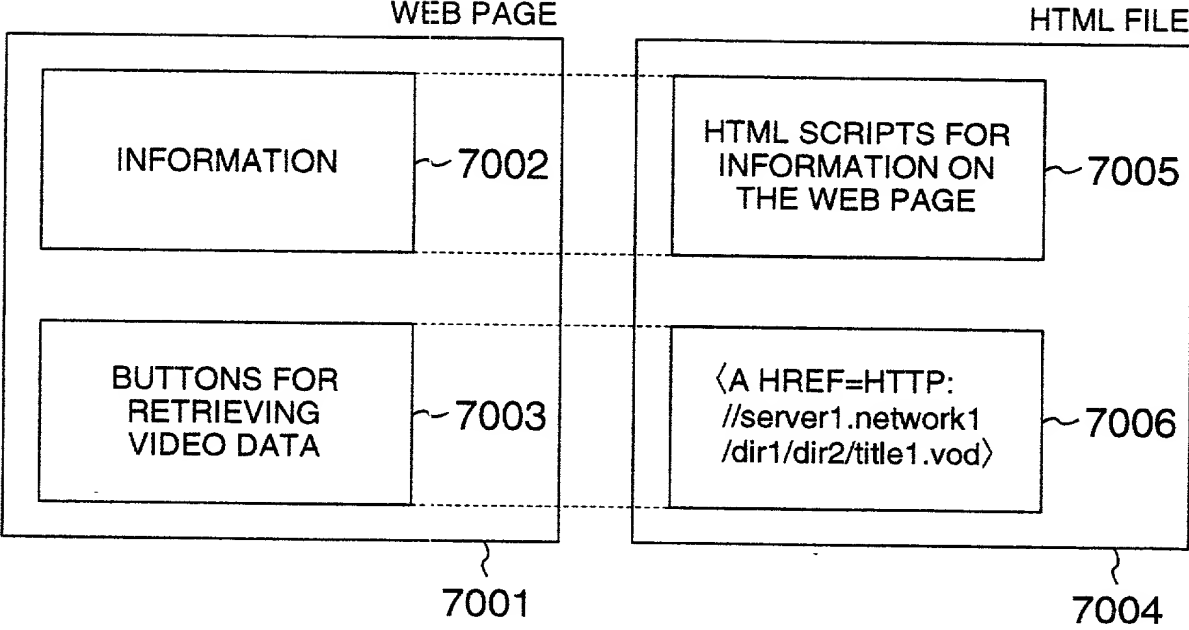 WEB PAGE
HTML FILE
INFORMATION
7002
HTML SCRIPTS FOR
INFORMATION ON
THE WEB PAGE
7005
BUTTONS FOR
RETRIEVING
VIDEO DATA
7003
〈A HREF=HTTP:
//server1.network1
/dir1/dir2/title1.vod〉
7006
7001
7004